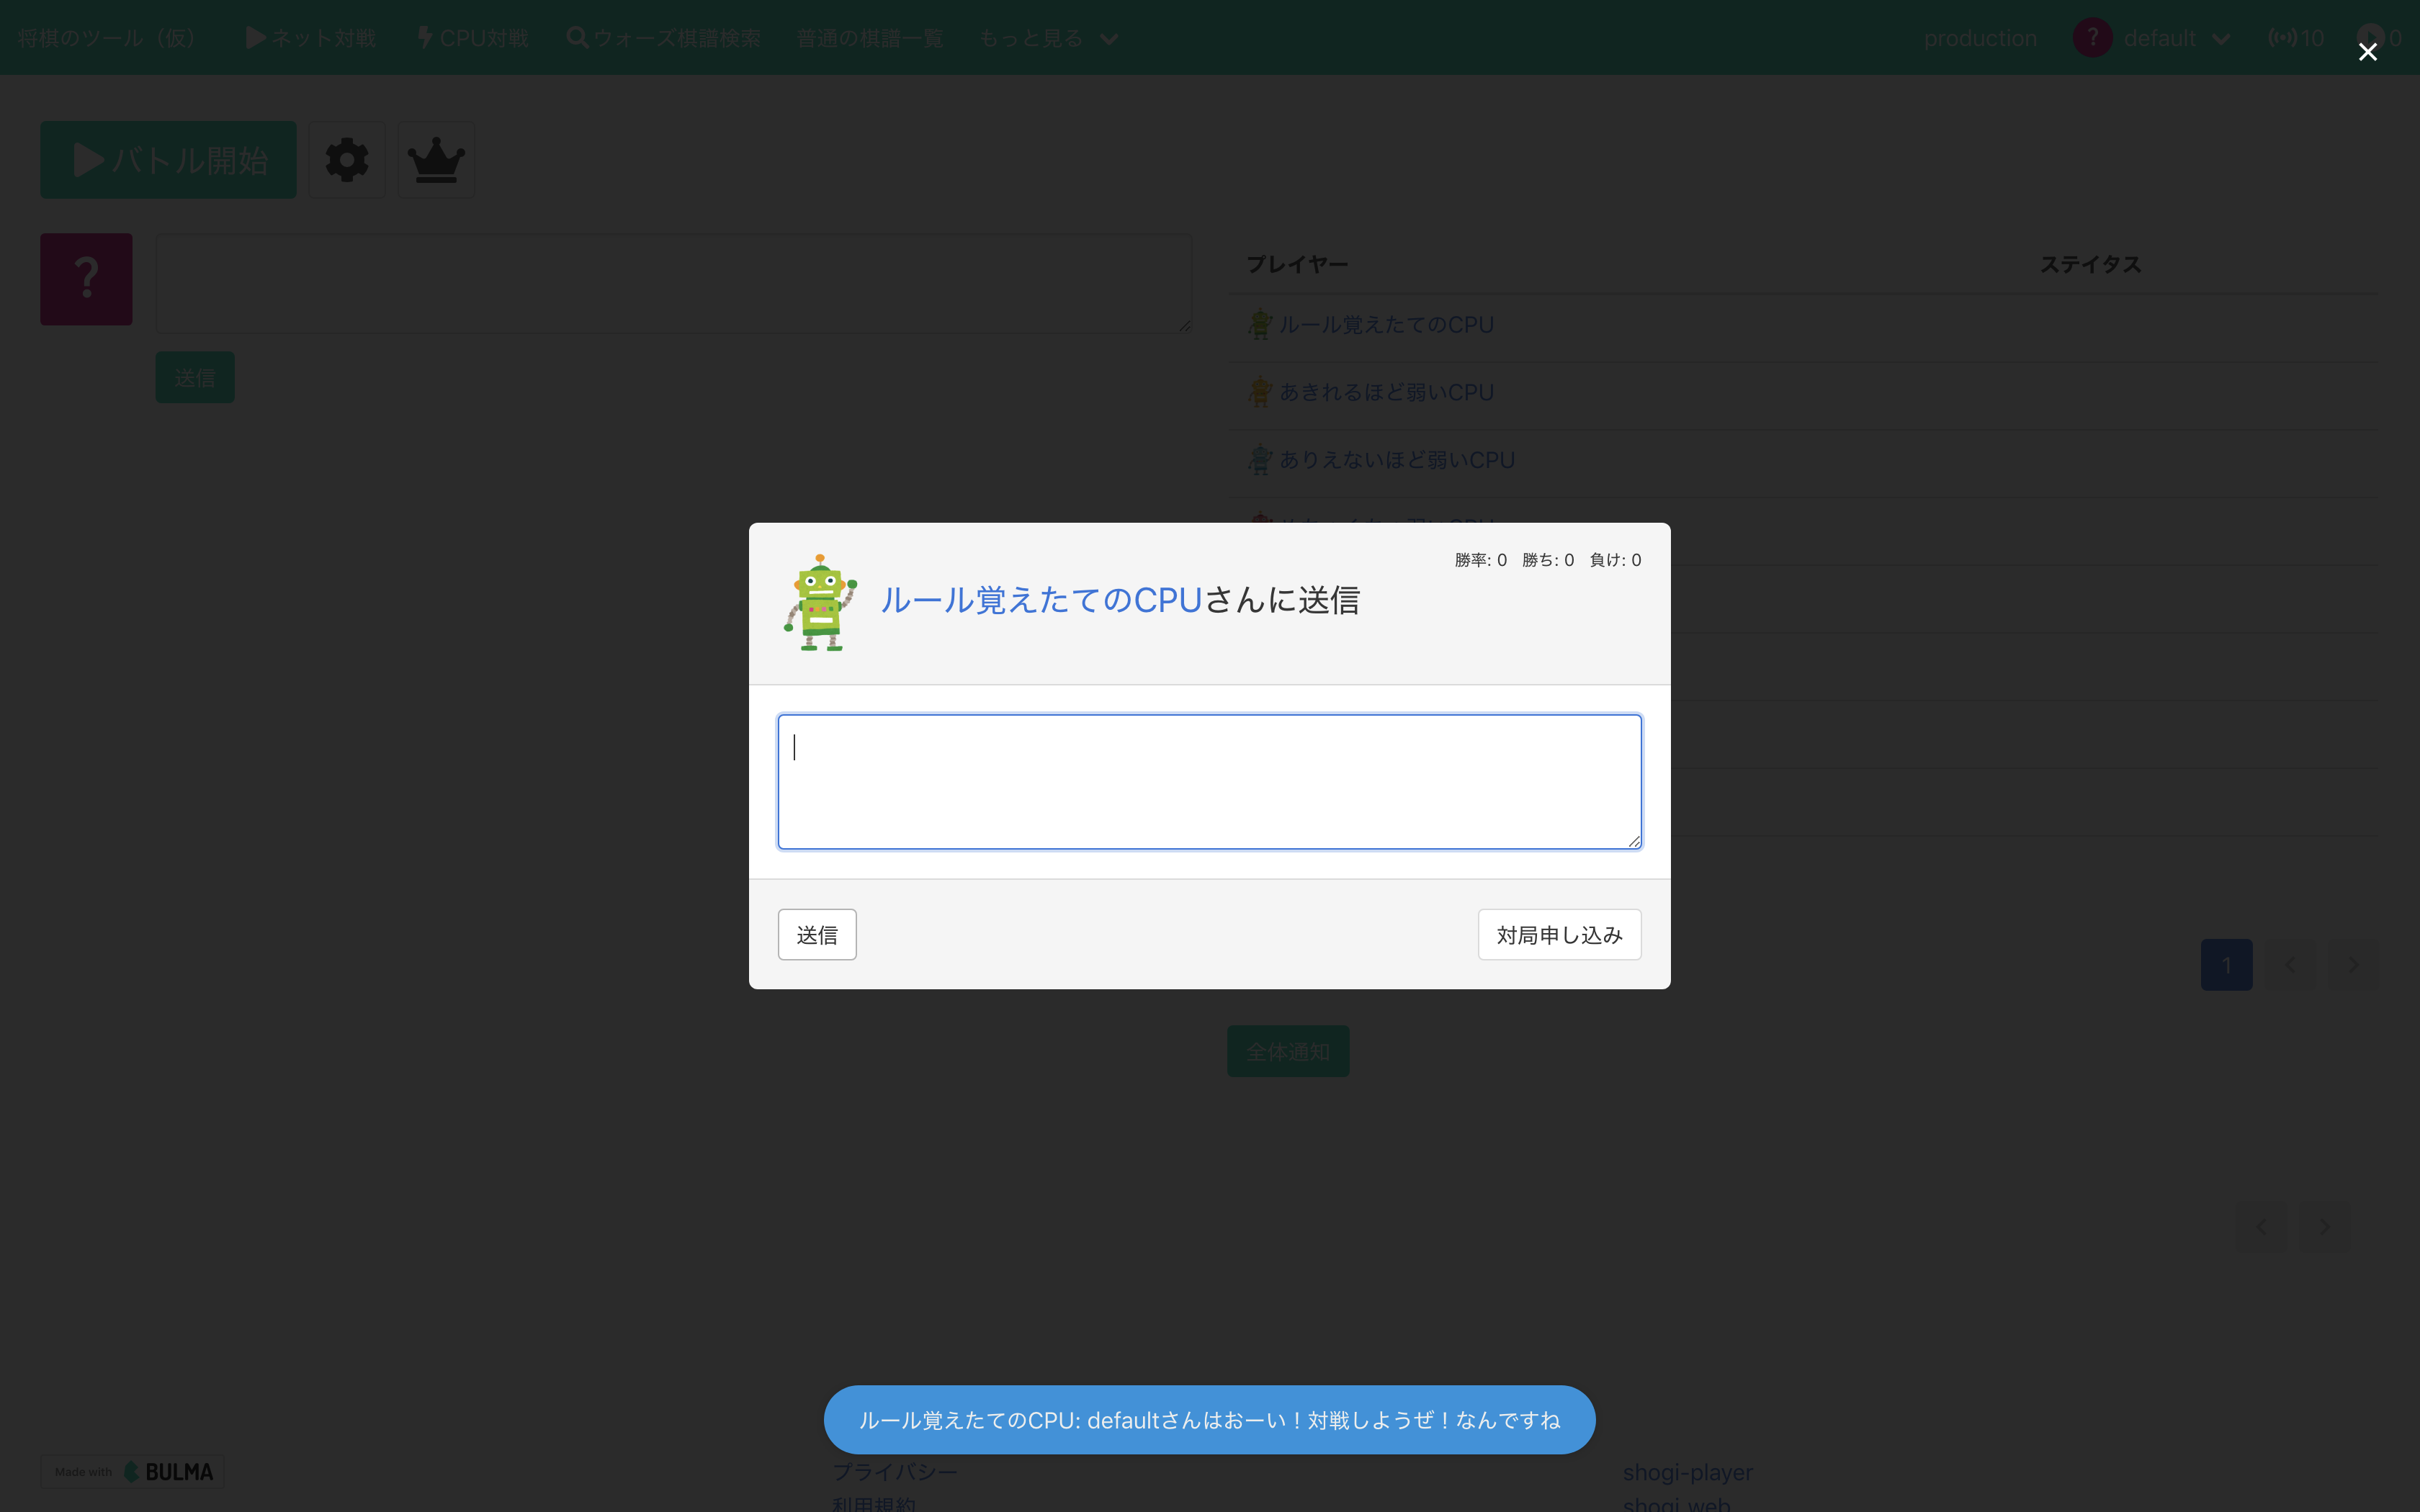 将棋のツール（仮） ネット対戦 CPU対戦 ウォーズ棋譜検索 普通の棋譜一覧 もっと見る production ? default 10 0
バトル開始
?
送信
プレイヤー ステイタス
ルール覚えたてのCPU
あきれるほど弱いCPU
ありえないほど弱いCPU
勝率: 0 勝ち: 0 負け: 0
ルール覚えたてのCPUさんに送信
送信 対局申し込み
1
全体通知
ルール覚えたてのCPU: defaultさんはおーい！対戦しようぜ！なんですね
Made with BULMA
プライバシー shogi-player
利用規約 shogi_web